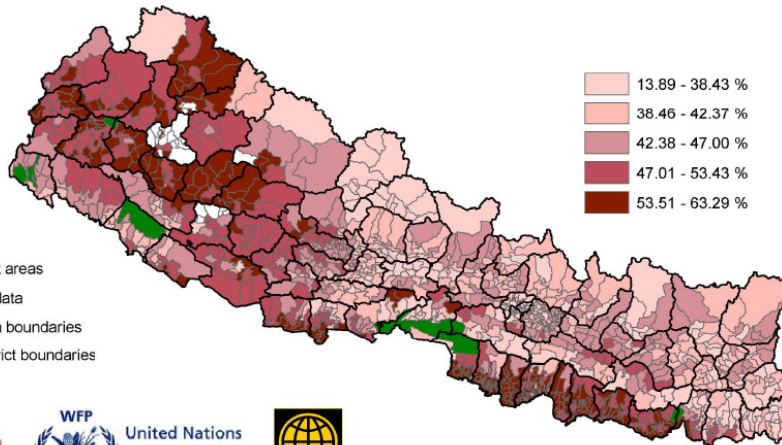 13.89 - 38.43 %
38.46 - 42.37 %
42.38 - 47.00 %
47.01 - 53.43 %
53.51 - 63.29 %
areas
data
boundaries
boundaries
WFP
United Nations